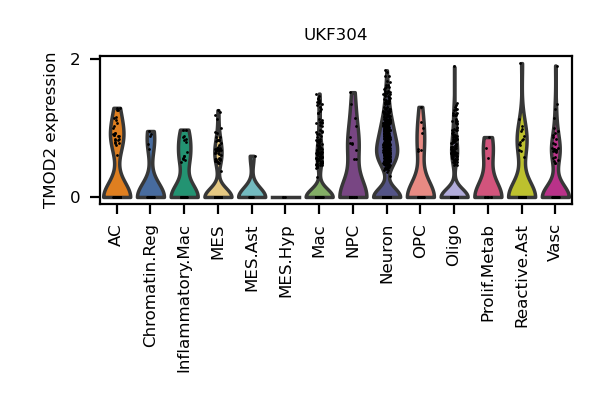 UKF304
TMOD2 expression
2
0
AC
Chromatin.Reg
Inflammatory.Mac
MES
MES.Ast
MES.Hyp
Mac
NPC
Neuron
OPC
Oligo
Prolif.Metab
Reactive.Ast
Vasc